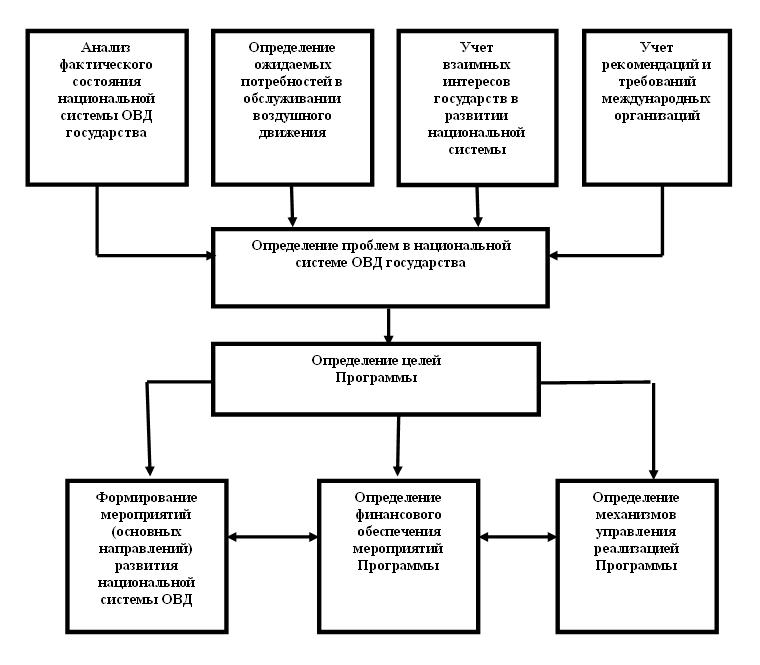 Анализ
фактического
состояния
национальной
системы ОВД
государства
Определение
ожидаемых
потребностей в
обслуживании
воздушного
движения
Учет
взаимных
интересов
государств в
развитии
национальной
системы
Учет
рекомендаций и
требований
международных
организаций
Определение проблем в национальной
системе ОВД государства
Определение целей
Программы
Формирование
мероприятий
(основных
направлений)
развития
национальной
системы ОВД
Определение
финансового
обеспечения
мероприятий
Программы
Определение
механизмов
управления
реализацией
Программы